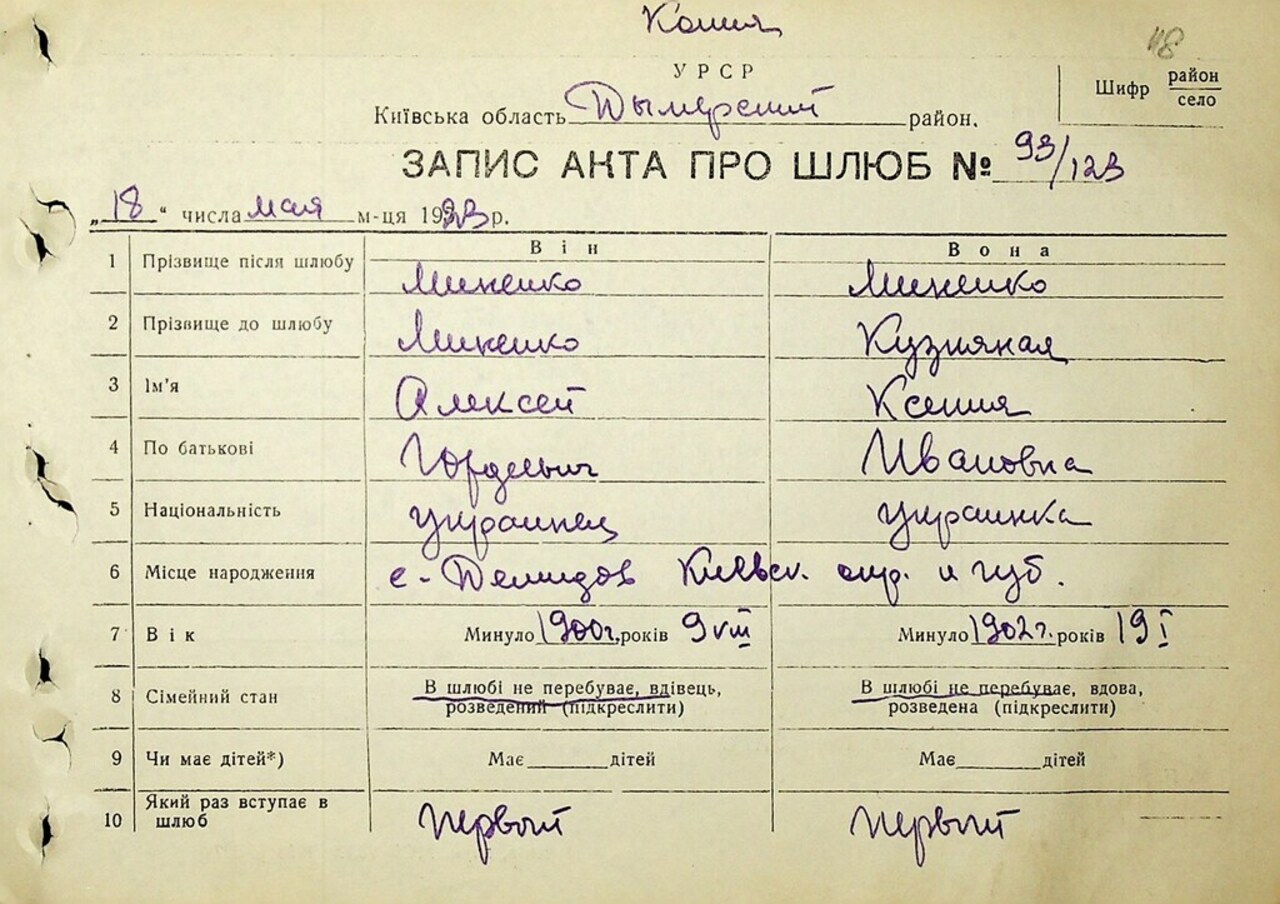 Копия
118
УРСР
Шифр район село
Київська область Дымерский район.
ЗАПИС АКТА ПРО ШЛЮБ № 93/123
„18“ числа мая м-ця 1923 р.
Він Вона
1 Прізвище після шлюбу Миненко Миненко
2 Прізвище до шлюбу Миненко Кузняная
3 Ім'я Алексей Ксения
4 По батькові Гордеевич Ивановна
5 Національність украинец украинка
6 Місце народження с. Демидов Киевск. окр. и губ.
7 Вік Минуло 1900г. років 9 VIII Минуло 1902г. років 19 I
8 Сімейний стан В шлюбі не перебуває, вдівець, В шлюбі не перебуває, вдова,
розведений (підкреслити) розведена (підкреслити)
9 Чи має дітей*) Має дітей Має дітей
10 Який раз вступає в шлюб первый первый